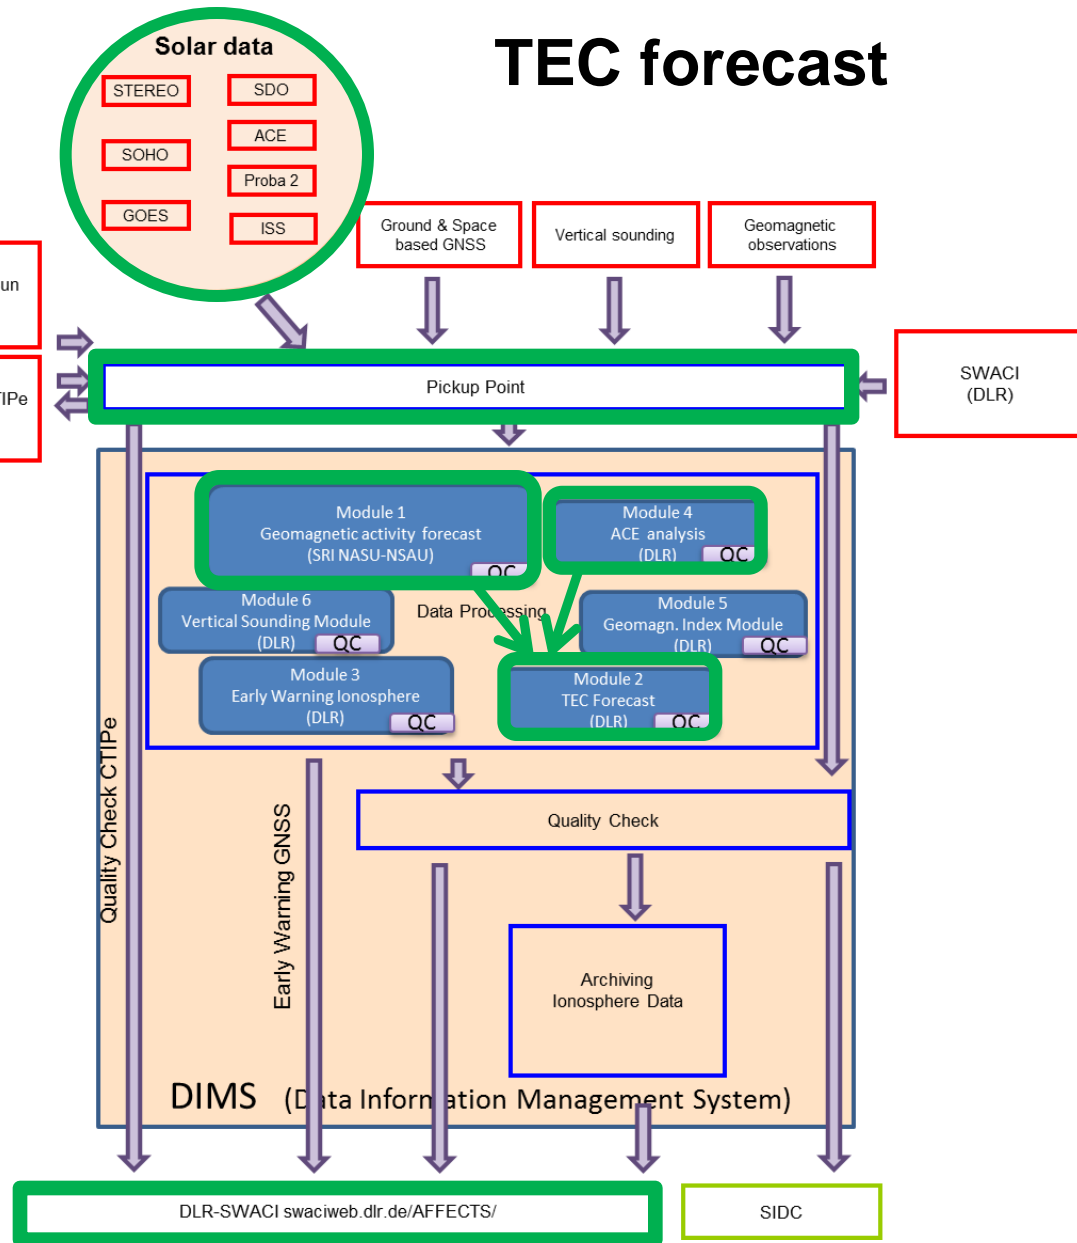 TEC forecast
Solar data
STEREO
SDO
ACE
SOHO
Proba 2
GOES
ISS
Ground & Space
based GNSS
Vertical sounding
Geomagnetic
observations
un
TIPe
Pickup Point
SWACI
(DLR)
Module 1
Geomagnetic activity forecast
(SRI NASU-NSAU)
QC
Module 4
ACE analysis
(DLR)
QC
Module 6
Vertical Sounding Module
(DLR)
QC
Data Processing
Module 5
Geomagn. Index Module
(DLR)
QC
Module 3
Early Warning Ionosphere
(DLR)
QC
Module 2
TEC Forecast
(DLR)
QC
Quality Check CTIPe
Early Warning GNSS
Quality Check
Archiving
Ionosphere Data
DIMS (Data Information Management System)
DLR-SWACI swaciweb.dlr.de/AFFECTS/
SIDC